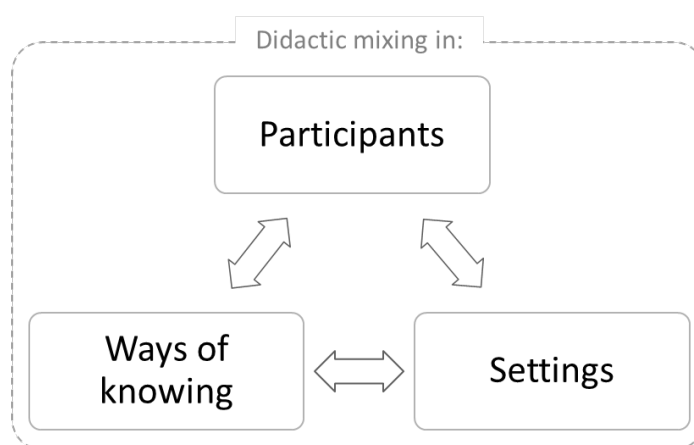 Didactic mixing in:
Participants
Ways of
knowing
Settings